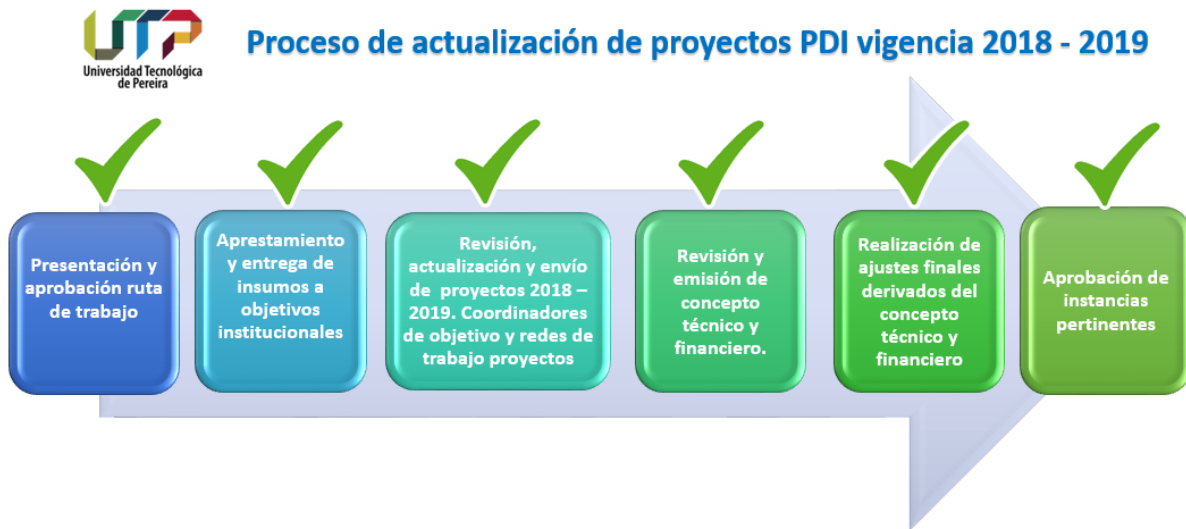 UTP
Universidad Tecnológica
de Pereira
Proceso de actualización de proyectos PDI vigencia 2018 - 2019
Presentación y
aprobación ruta
de trabajo
Aprestamiento
y entrega de
insumos a
objetivos
institucionales
Revisión,
actualización y envío
de proyectos 2018 –
2019. Coordinadores
de objetivo y redes de
trabajo proyectos
Revisión y
emisión de
concepto
técnico y
financiero.
Realización de
ajustes finales
derivados del
concepto
técnico y
financiero
Aprobación de
instancias
pertinentes